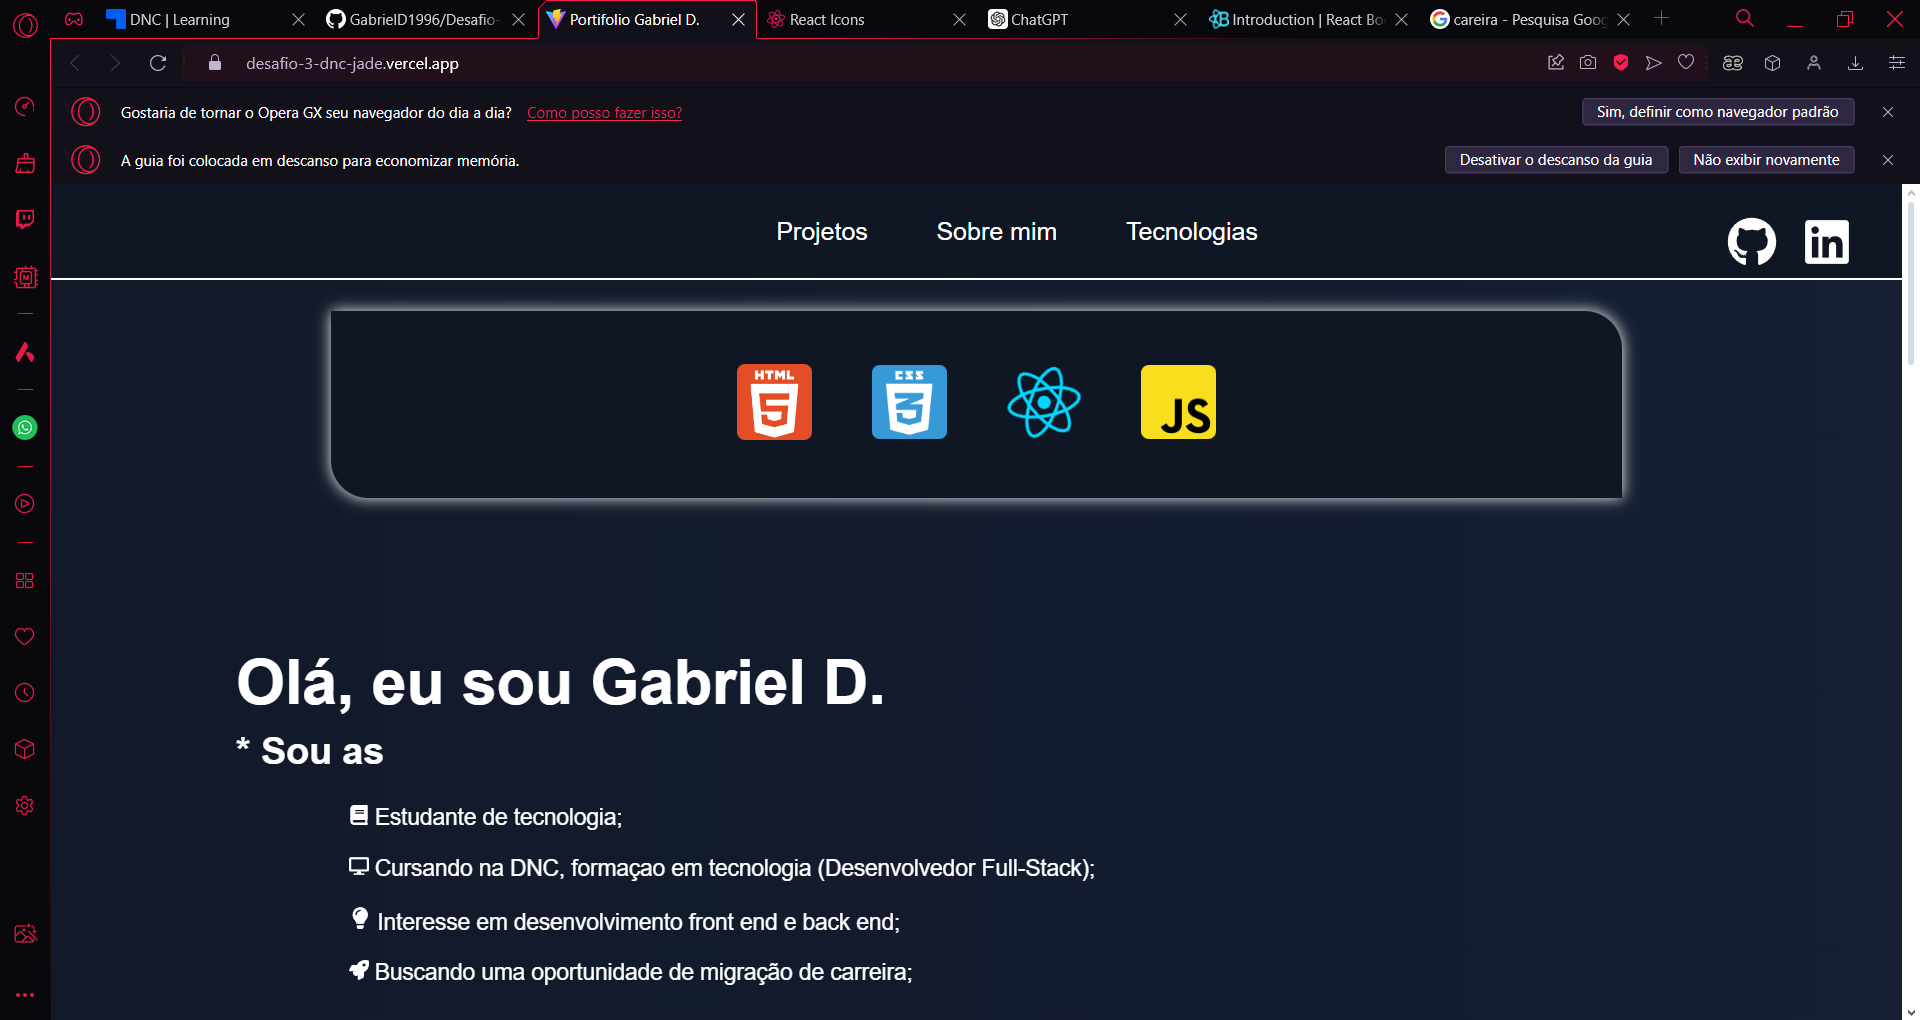 DNC | Learning
GabrielD1996/Desafio-
Portifolio Gabriel D.
React Icons
ChatGPT
Introduction | React Bo
careira - Pesquisa Goog
desafio-3-dnc-jade.vercel.app
Gostaria de tornar o Opera GX seu navegador do dia a dia? Como posso fazer isso?
Sim, definir como navegador padrão
A guia foi colocada em descanso para economizar memória.
Desativar o descanso da guia
Não exibir novamente
Projetos
Sobre mim
Tecnologias
in
HTML
5
CSS
3
JS
Olá, eu sou Gabriel D.
* Sou as
Estudante de tecnologia;
Cursando na DNC, formaçao em tecnologia (Desenvolvedor Full-Stack);
Interesse em desenvolvimento front end e back end;
Buscando uma oportunidade de migração de carreira;